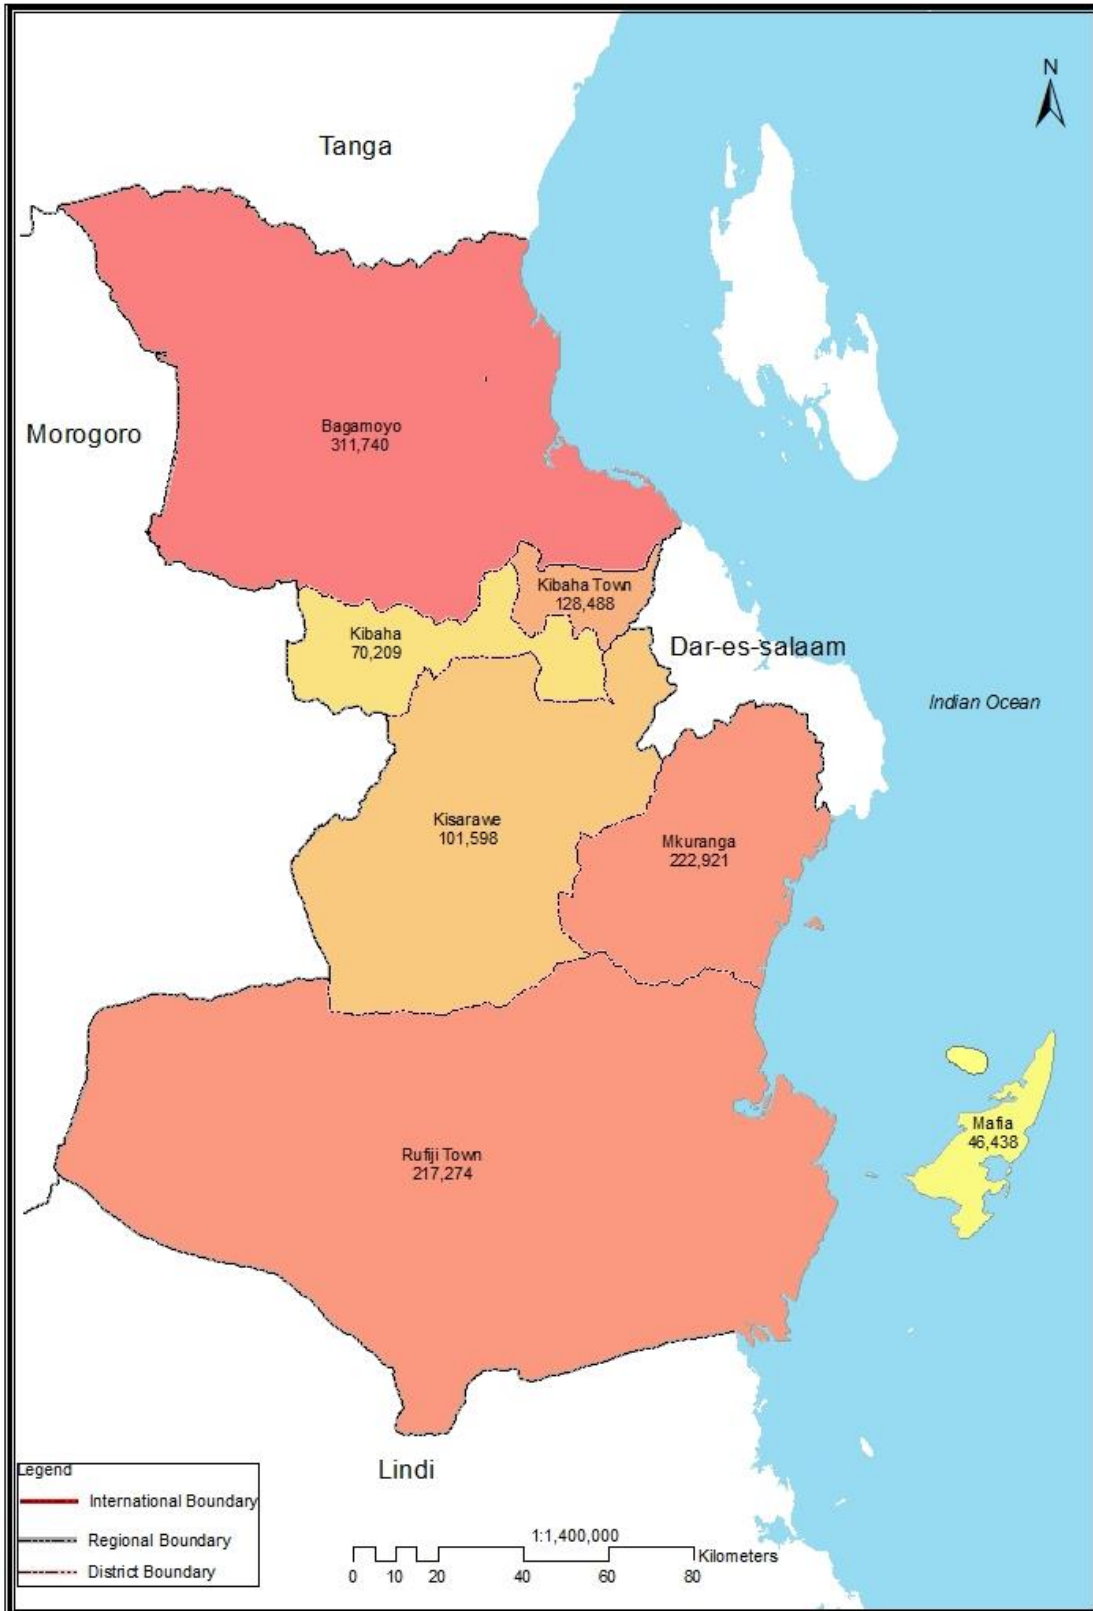 N
Tanga
Morogoro
Bagamoyo
311,740
Kibaha Town
128,488
Kibaha
70,209
Dar-es-salaam
Indian Ocean
Kisarawe
101,598
Mkuranga
222,921
Mafia
46,438
Rufiji Town
217,274
Lindi
Legend
International Boundary
Regional Boundary
District Boundary
1:1,400,000
Kilometers
0 10 20 40 60 80